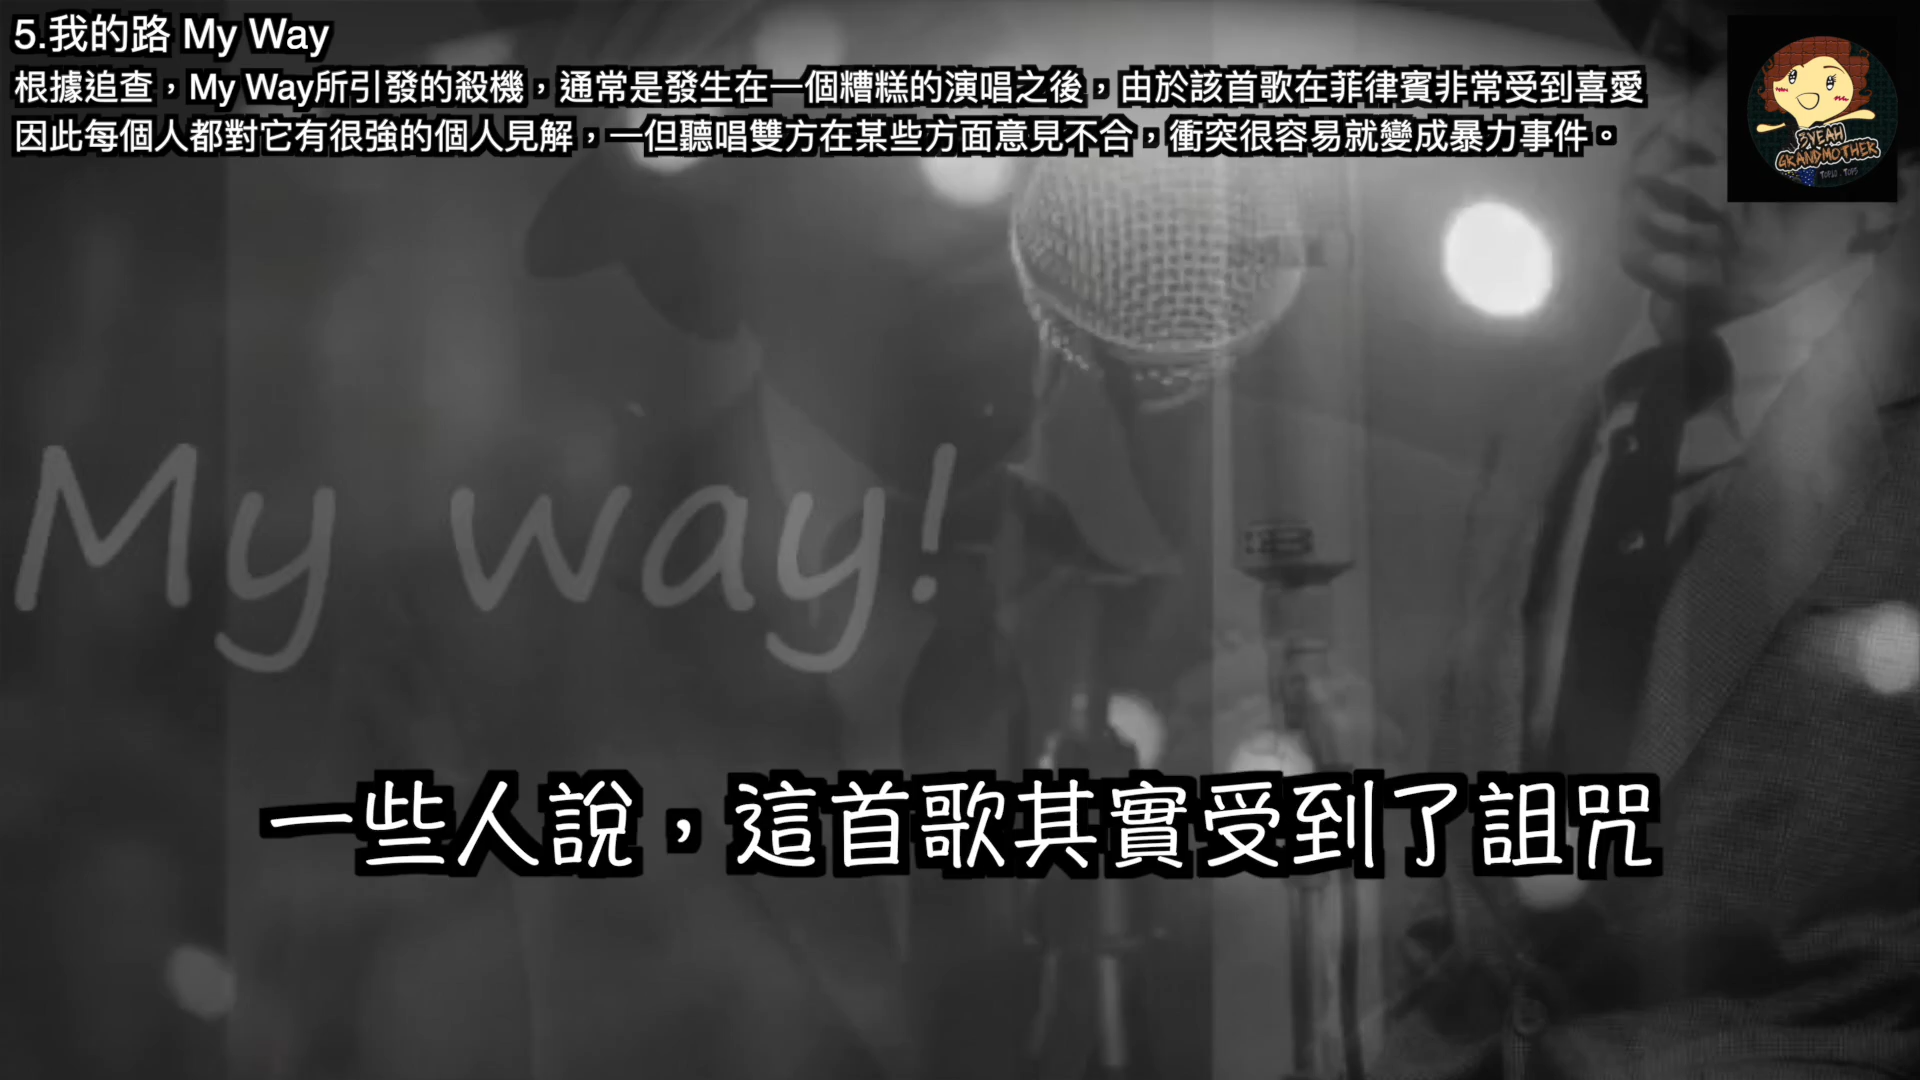 5.我的路 My Way
根據追查，My Way所引發的殺機，通常是發生在一個糟糕的演唱之後，由於該首歌在菲律賓非常受到喜愛
因此每個人都對它有很強的個人見解，一但聽唱雙方在某些方面意見不合，衝突很容易就變成暴力事件。
3YEAH
GRANDMOTHER
TOP10 . TOP5
My way!
一些人說，這首歌其實受到了詛咒